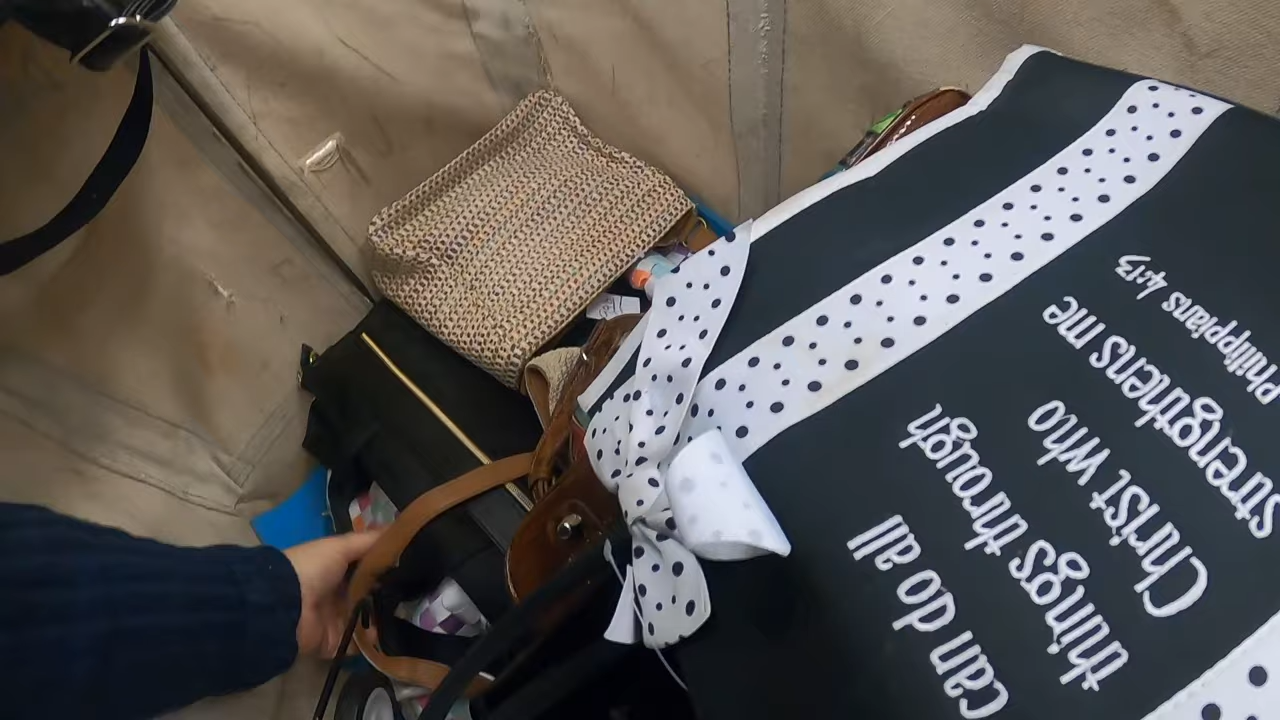 can do all
things through
Christ who
strengthens me
Philippians 4:13